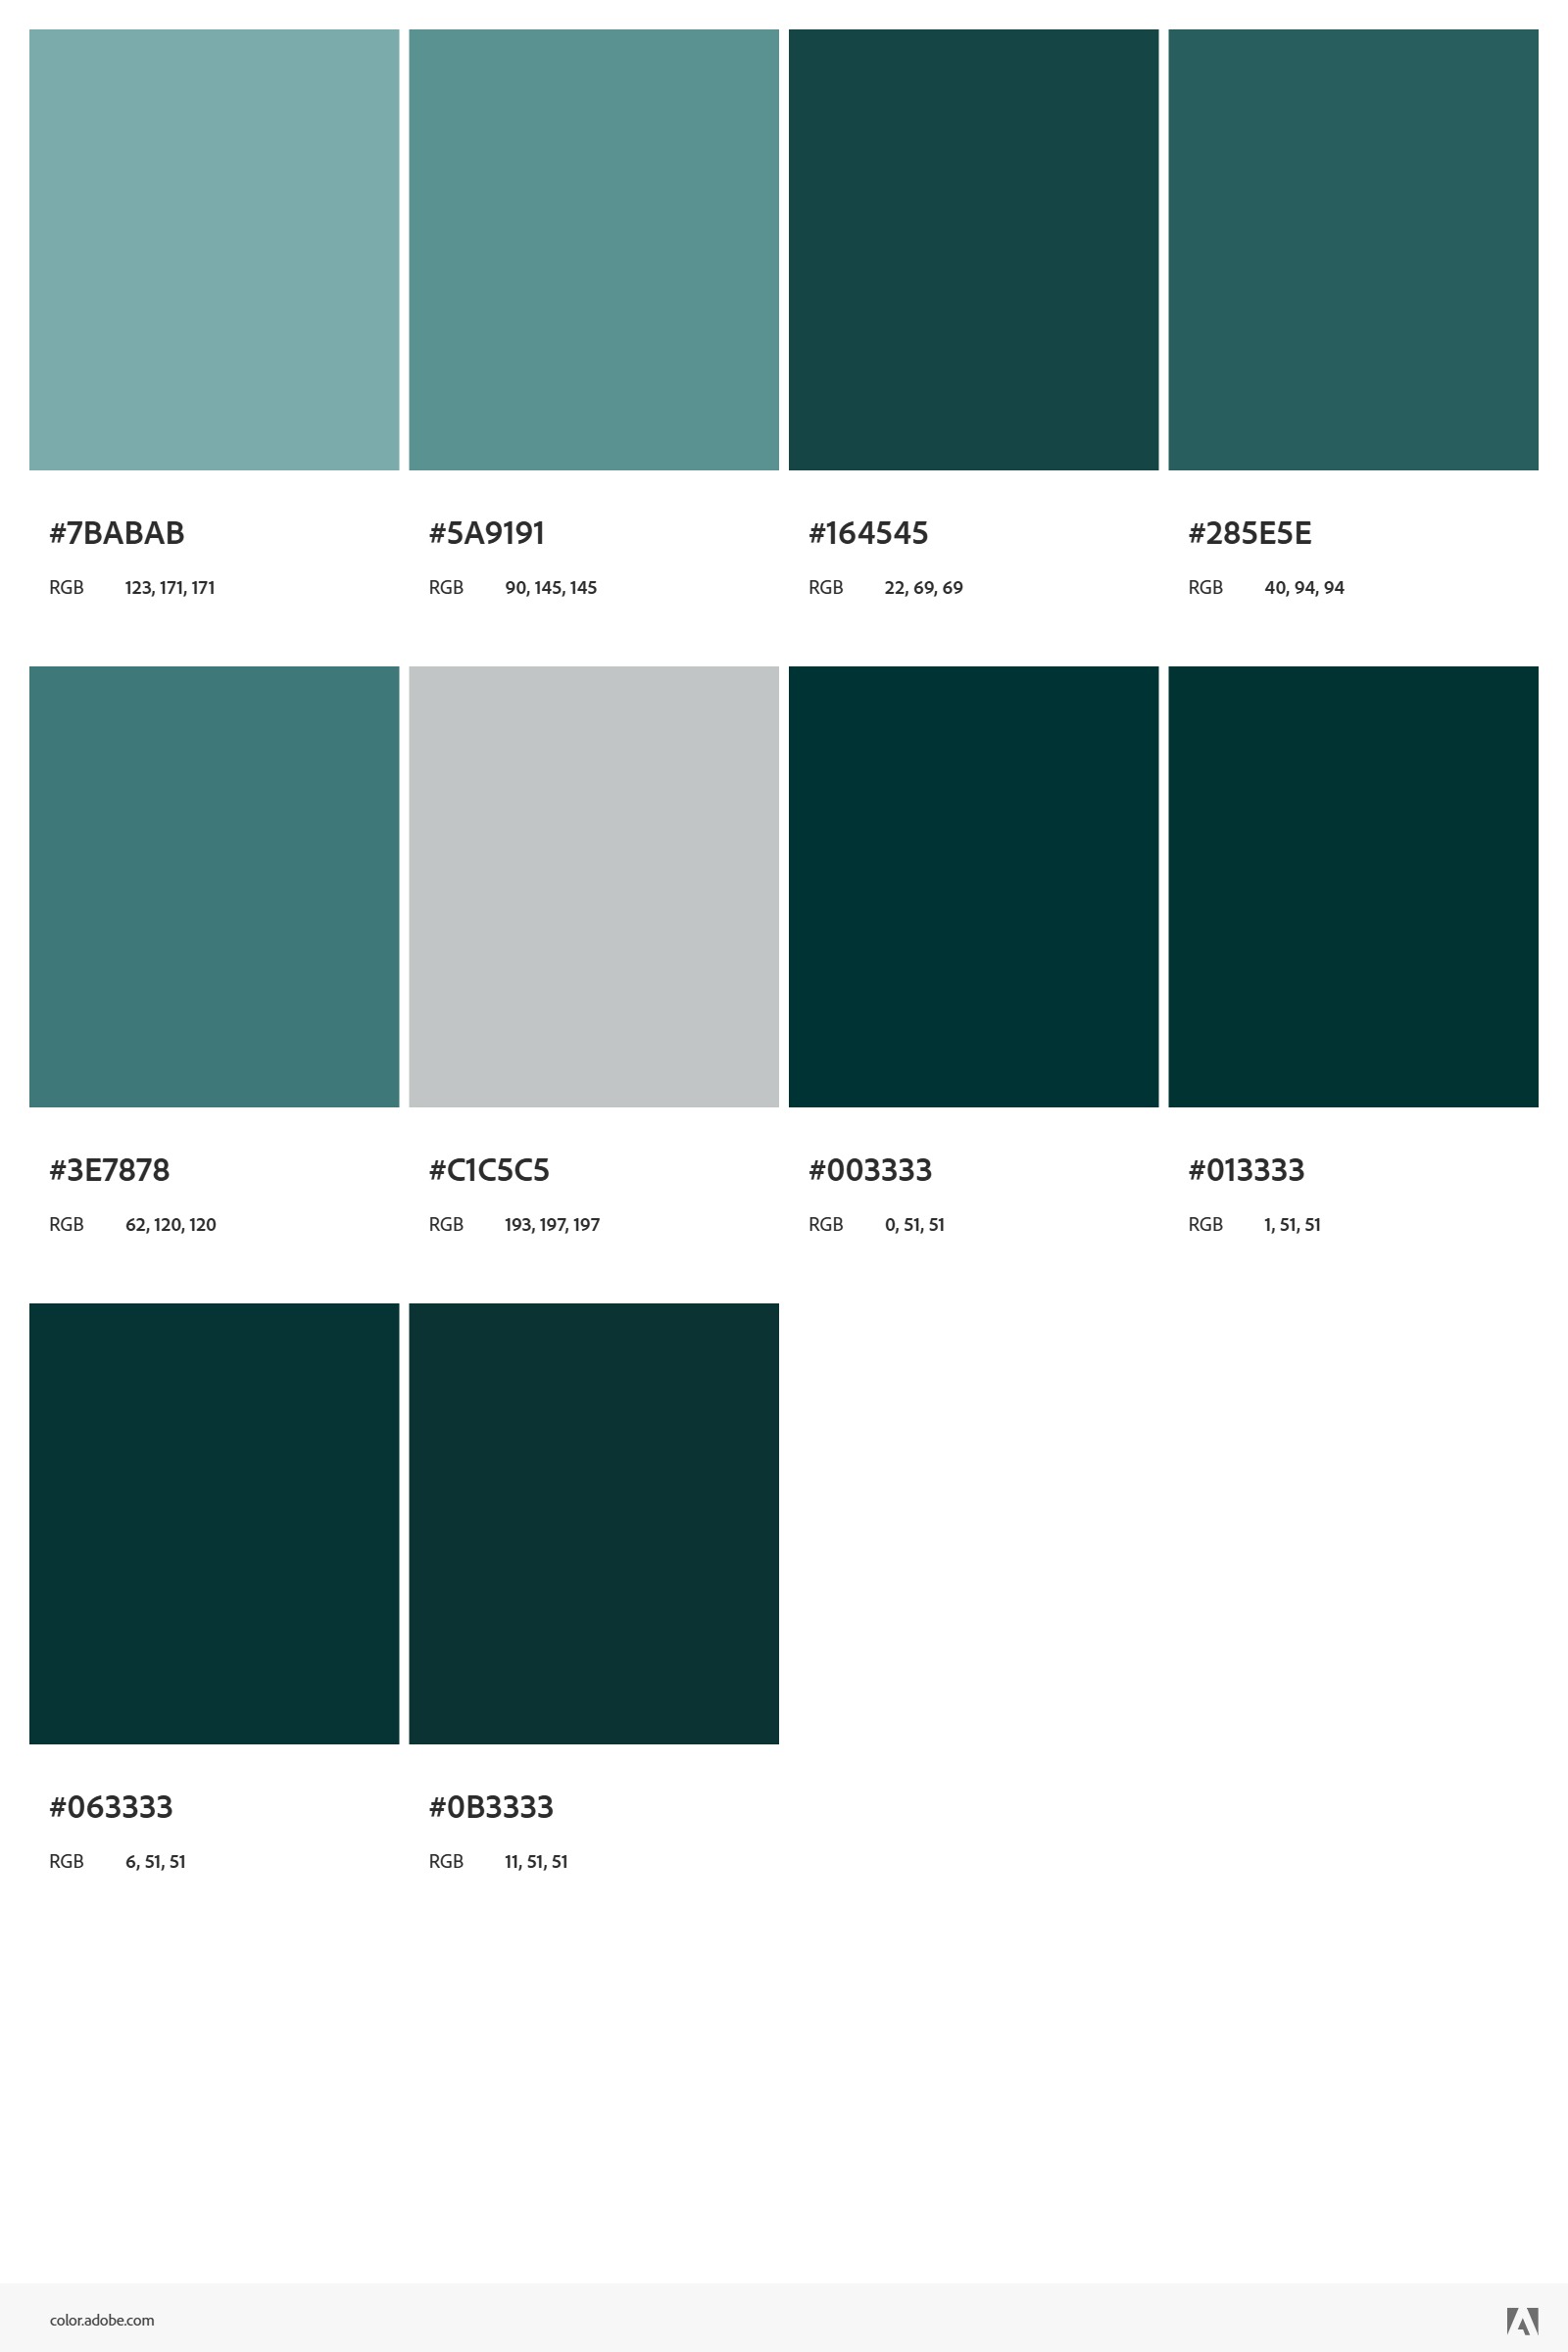 #7BABAB #5A9191 #164545 #285E5E
RGB 123, 171, 171 RGB 90, 145, 145 RGB 22, 69, 69 RGB 40, 94, 94
#3E7878 #C1C5C5 #003333 #013333
RGB 62, 120, 120 RGB 193, 197, 197 RGB 0, 51, 51 RGB 1, 51, 51
#063333 #0B3333
RGB 6, 51, 51 RGB 11, 51, 51
color.adobe.com